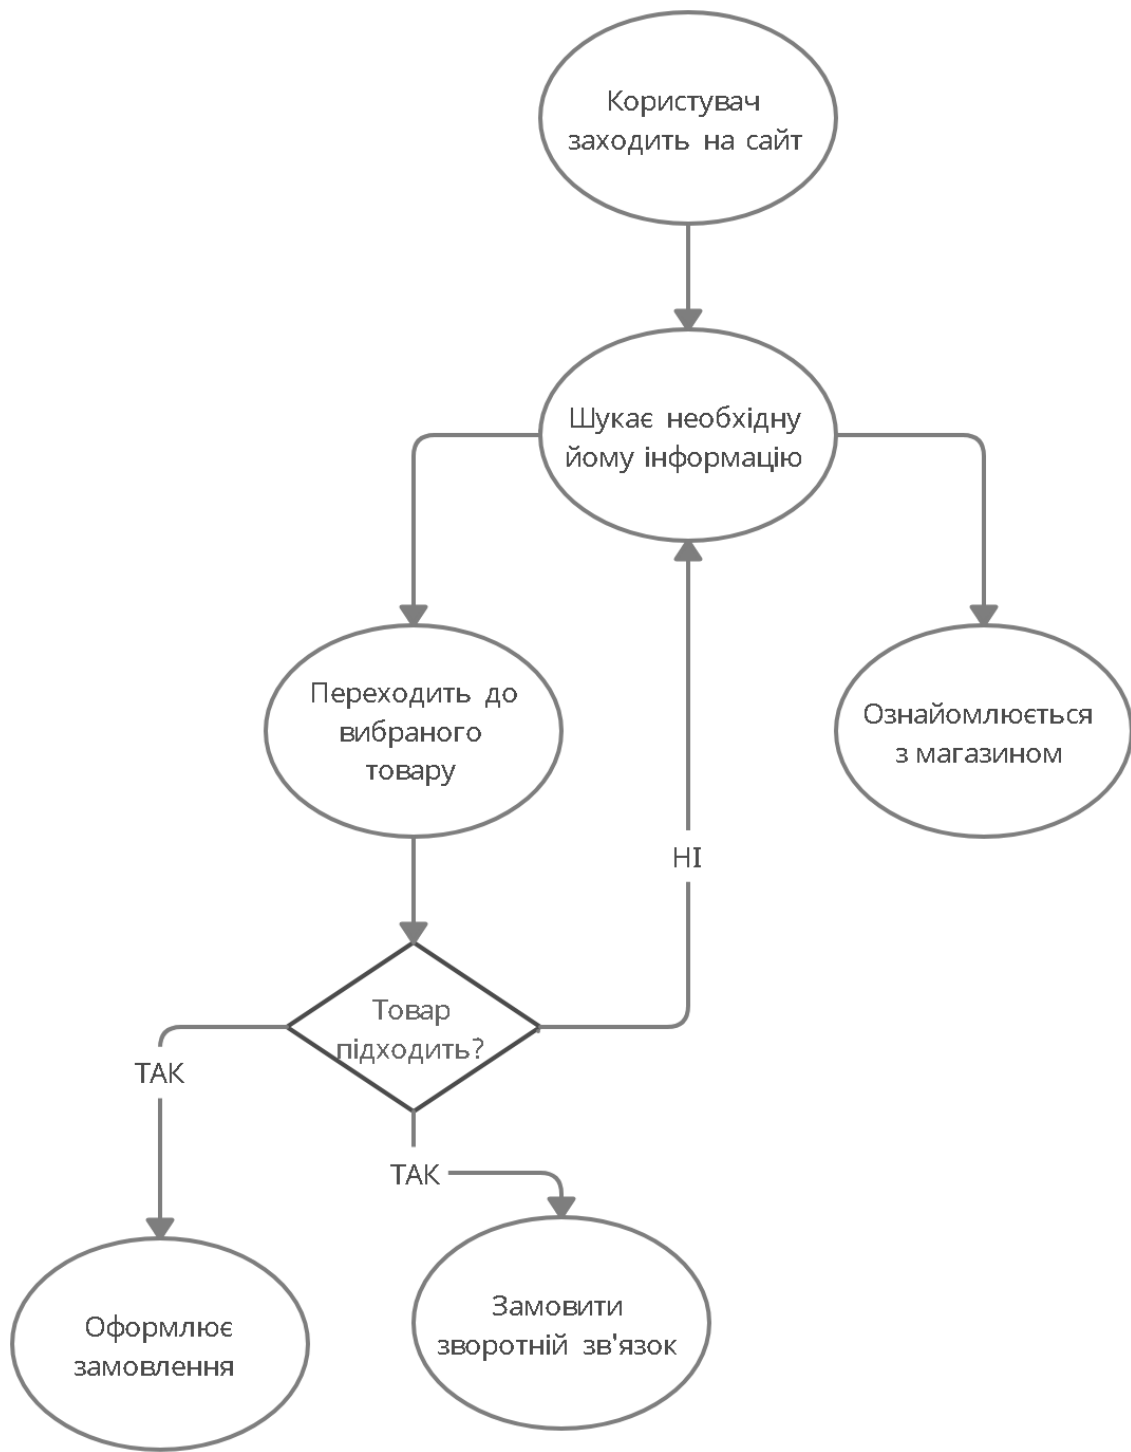 Користувач
заходить на сайт
Шукає необхідну
йому інформацію
Переходить до
вибраного
товару
Ознайомлюється
з магазином
НІ
Товар
підходить?
ТАК
ТАК
Оформлює
замовлення
Замовити
зворотній зв'язок